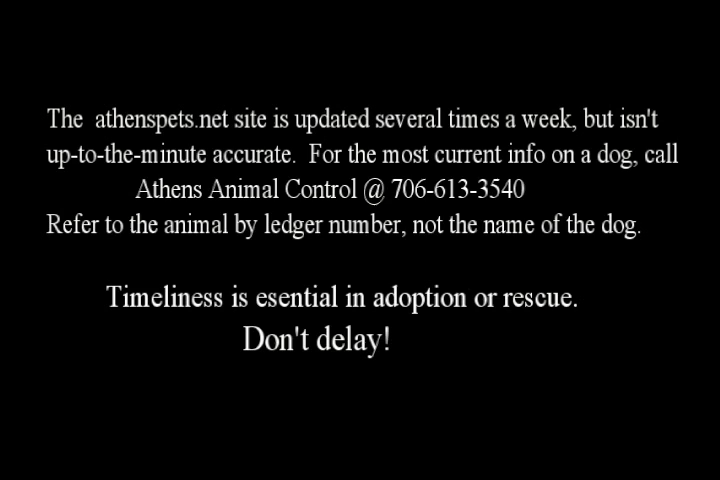 The athenspets.net site is updated several times a week, but isn't
up-to-the-minute accurate. For the most current info on a dog, call
Athens Animal Control @ 706-613-3540
Refer to the animal by ledger number, not the name of the dog.
Timeliness is esential in adoption or rescue.
Don't delay!